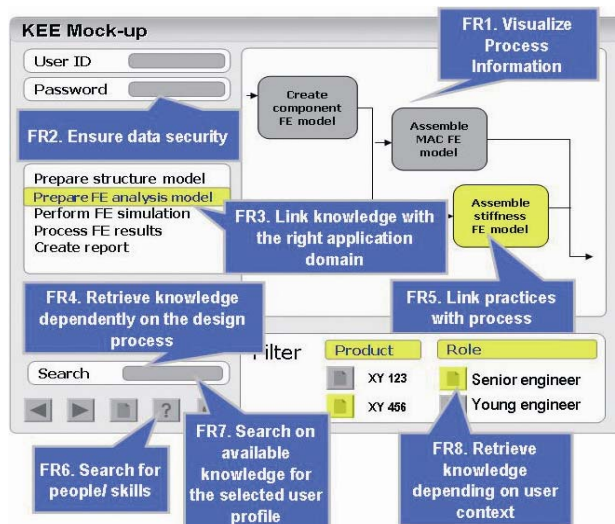 KEE Mock-up
User ID
Password
FR2. Ensure data security
FR1. Visualize
Process
Information
Create
component
FE model
Assemble
MAC FE
model
Assemble
stiffness
FE model
Prepare structure model
Prepare FE analysis model
Perform FE simulation
Process FE results
Create report
FR3. Link knowledge with
the right application
domain
FR4. Retrieve knowledge
dependently on the design
process
FR5. Link practices
with process
Search
Filter
Product
XY 123
XY 456
Role
Senior engineer
Young engineer
?
FR6. Search for
people/ skills
FR7. Search on
available
knowledge for
the selected user
profile
FR8. Retrieve
knowledge
depending on user
context